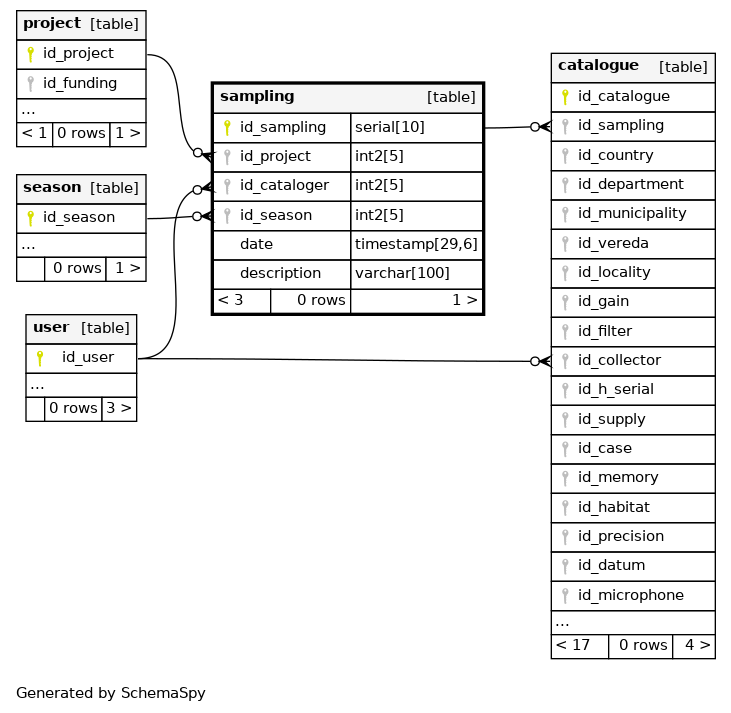 project [table]
id_project
id_funding
...
< 1 0 rows 1 >
season [table]
id_season
...
0 rows 1 >
user [table]
id_user
...
0 rows 3 >
sampling [table]
id_sampling serial[10]
id_project int2[5]
id_cataloger int2[5]
id_season int2[5]
date timestamp[29,6]
description varchar[100]
< 3 0 rows 1 >
catalogue [table]
id_catalogue
id_sampling
id_country
id_department
id_municipality
id_vereda
id_locality
id_gain
id_filter
id_collector
id_h_serial
id_supply
id_case
id_memory
id_habitat
id_precision
id_datum
id_microphone
...
< 17 0 rows 4 >
Generated by SchemaSpy